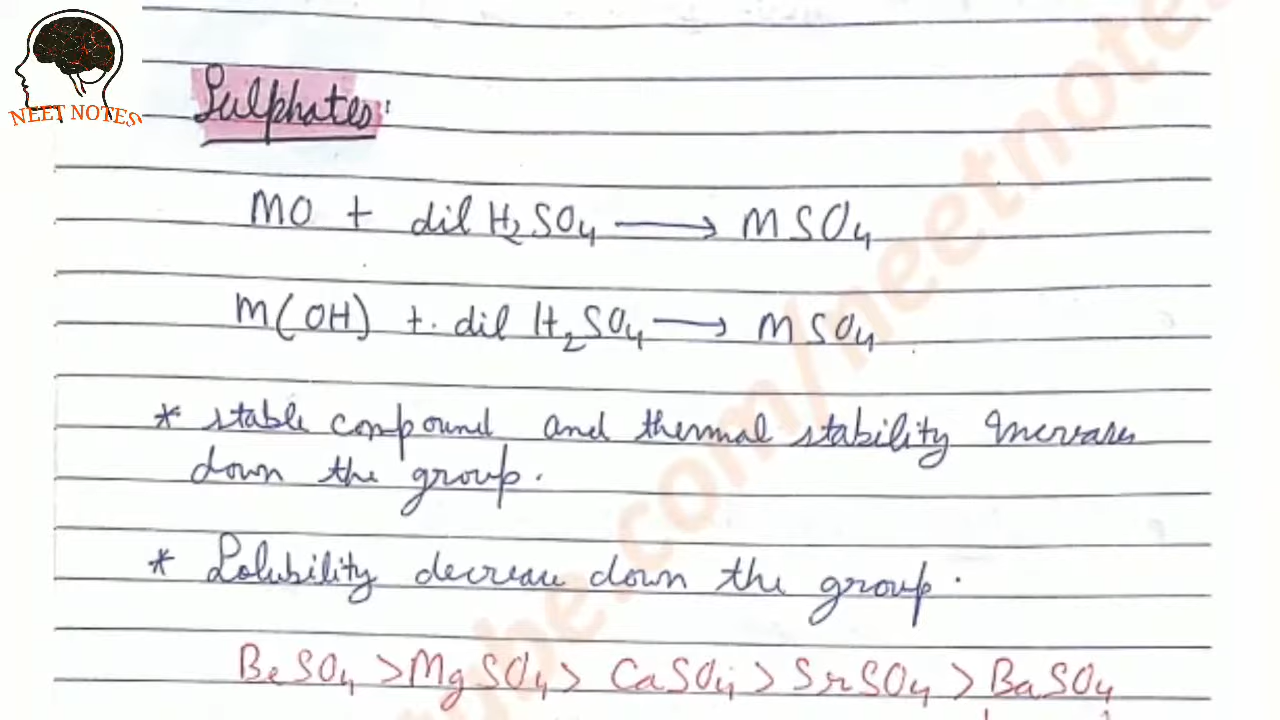 NEET NOTES
Sulphates:
MO + dil H₂SO₄ ⟶ MSO₄
M(OH) + dil H₂SO₄ ⟶ MSO₄
* stable compound and thermal stability Increases
down the group.
* Solubility decrease down the group.
BeSO₄ > MgSO₄ > CaSO₄ > SrSO₄ > BaSO₄